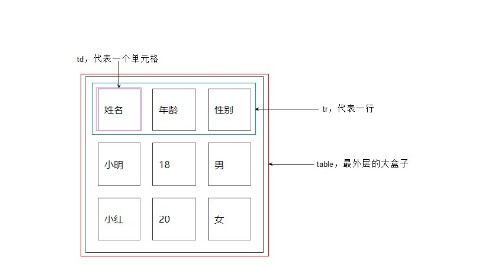 td，代表一个单元格
姓名 年龄 性别
tr，代表一行
小明 18 男
table，最外层的大盒子
小红 20 女